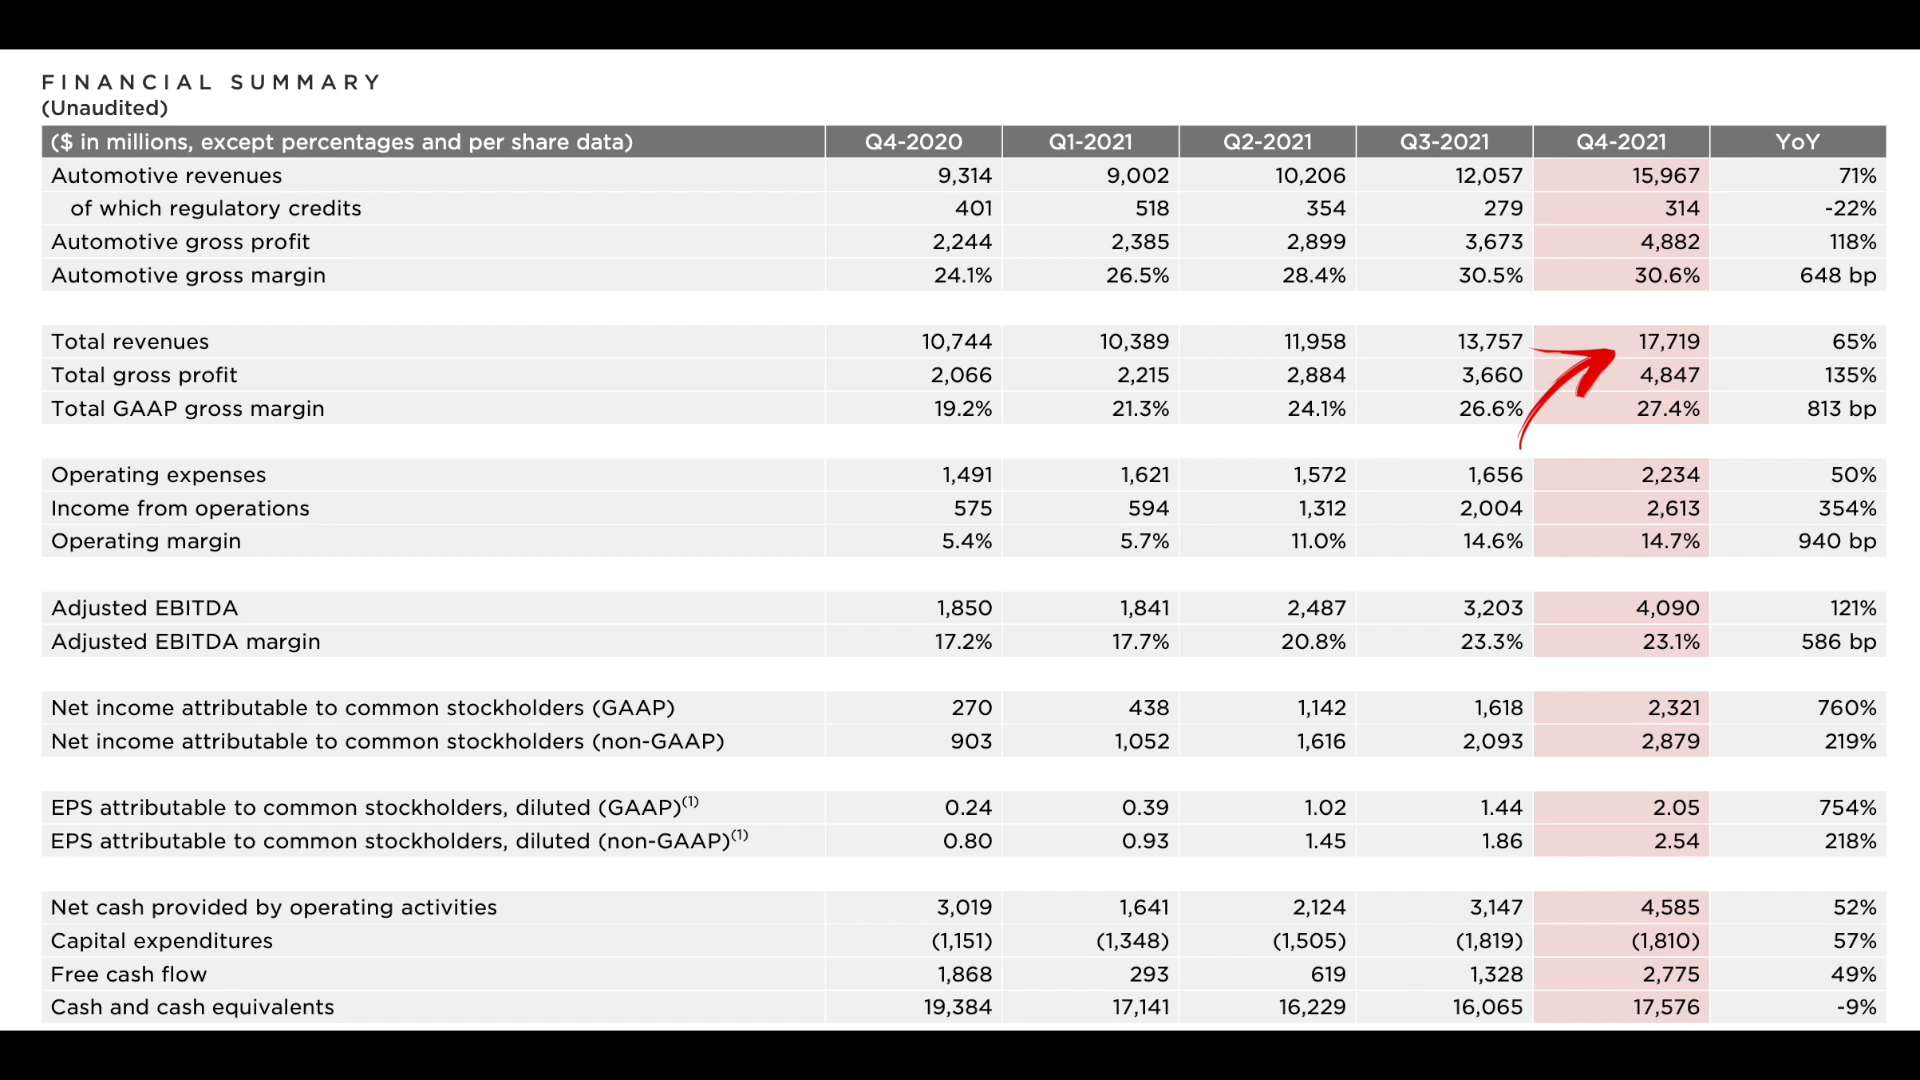 FINANCIAL SUMMARY
(Unaudited)
($ in millions, except percentages and per share data) Q4-2020 Q1-2021 Q2-2021 Q3-2021 Q4-2021 YoY
Automotive revenues 9,314 9,002 10,206 12,057 15,967 71%
of which regulatory credits 401 518 354 279 314 -22%
Automotive gross profit 2,244 2,385 2,899 3,673 4,882 118%
Automotive gross margin 24.1% 26.5% 28.4% 30.5% 30.6% 648 bp
Total revenues 10,744 10,389 11,958 13,757 17,719 65%
Total gross profit 2,066 2,215 2,884 3,660 4,847 135%
Total GAAP gross margin 19.2% 21.3% 24.1% 26.6% 27.4% 813 bp
Operating expenses 1,491 1,621 1,572 1,656 2,234 50%
Income from operations 575 594 1,312 2,004 2,613 354%
Operating margin 5.4% 5.7% 11.0% 14.6% 14.7% 940 bp
Adjusted EBITDA 1,850 1,841 2,487 3,203 4,090 121%
Adjusted EBITDA margin 17.2% 17.7% 20.8% 23.3% 23.1% 586 bp
Net income attributable to common stockholders (GAAP) 270 438 1,142 1,618 2,321 760%
Net income attributable to common stockholders (non-GAAP) 903 1,052 1,616 2,093 2,879 219%
EPS attributable to common stockholders, diluted (GAAP)(1) 0.24 0.39 1.02 1.44 2.05 754%
EPS attributable to common stockholders, diluted (non-GAAP)(1) 0.80 0.93 1.45 1.86 2.54 218%
Net cash provided by operating activities 3,019 1,641 2,124 3,147 4,585 52%
Capital expenditures (1,151) (1,348) (1,505) (1,819) (1,810) 57%
Free cash flow 1,868 293 619 1,328 2,775 49%
Cash and cash equivalents 19,384 17,141 16,229 16,065 17,576 -9%